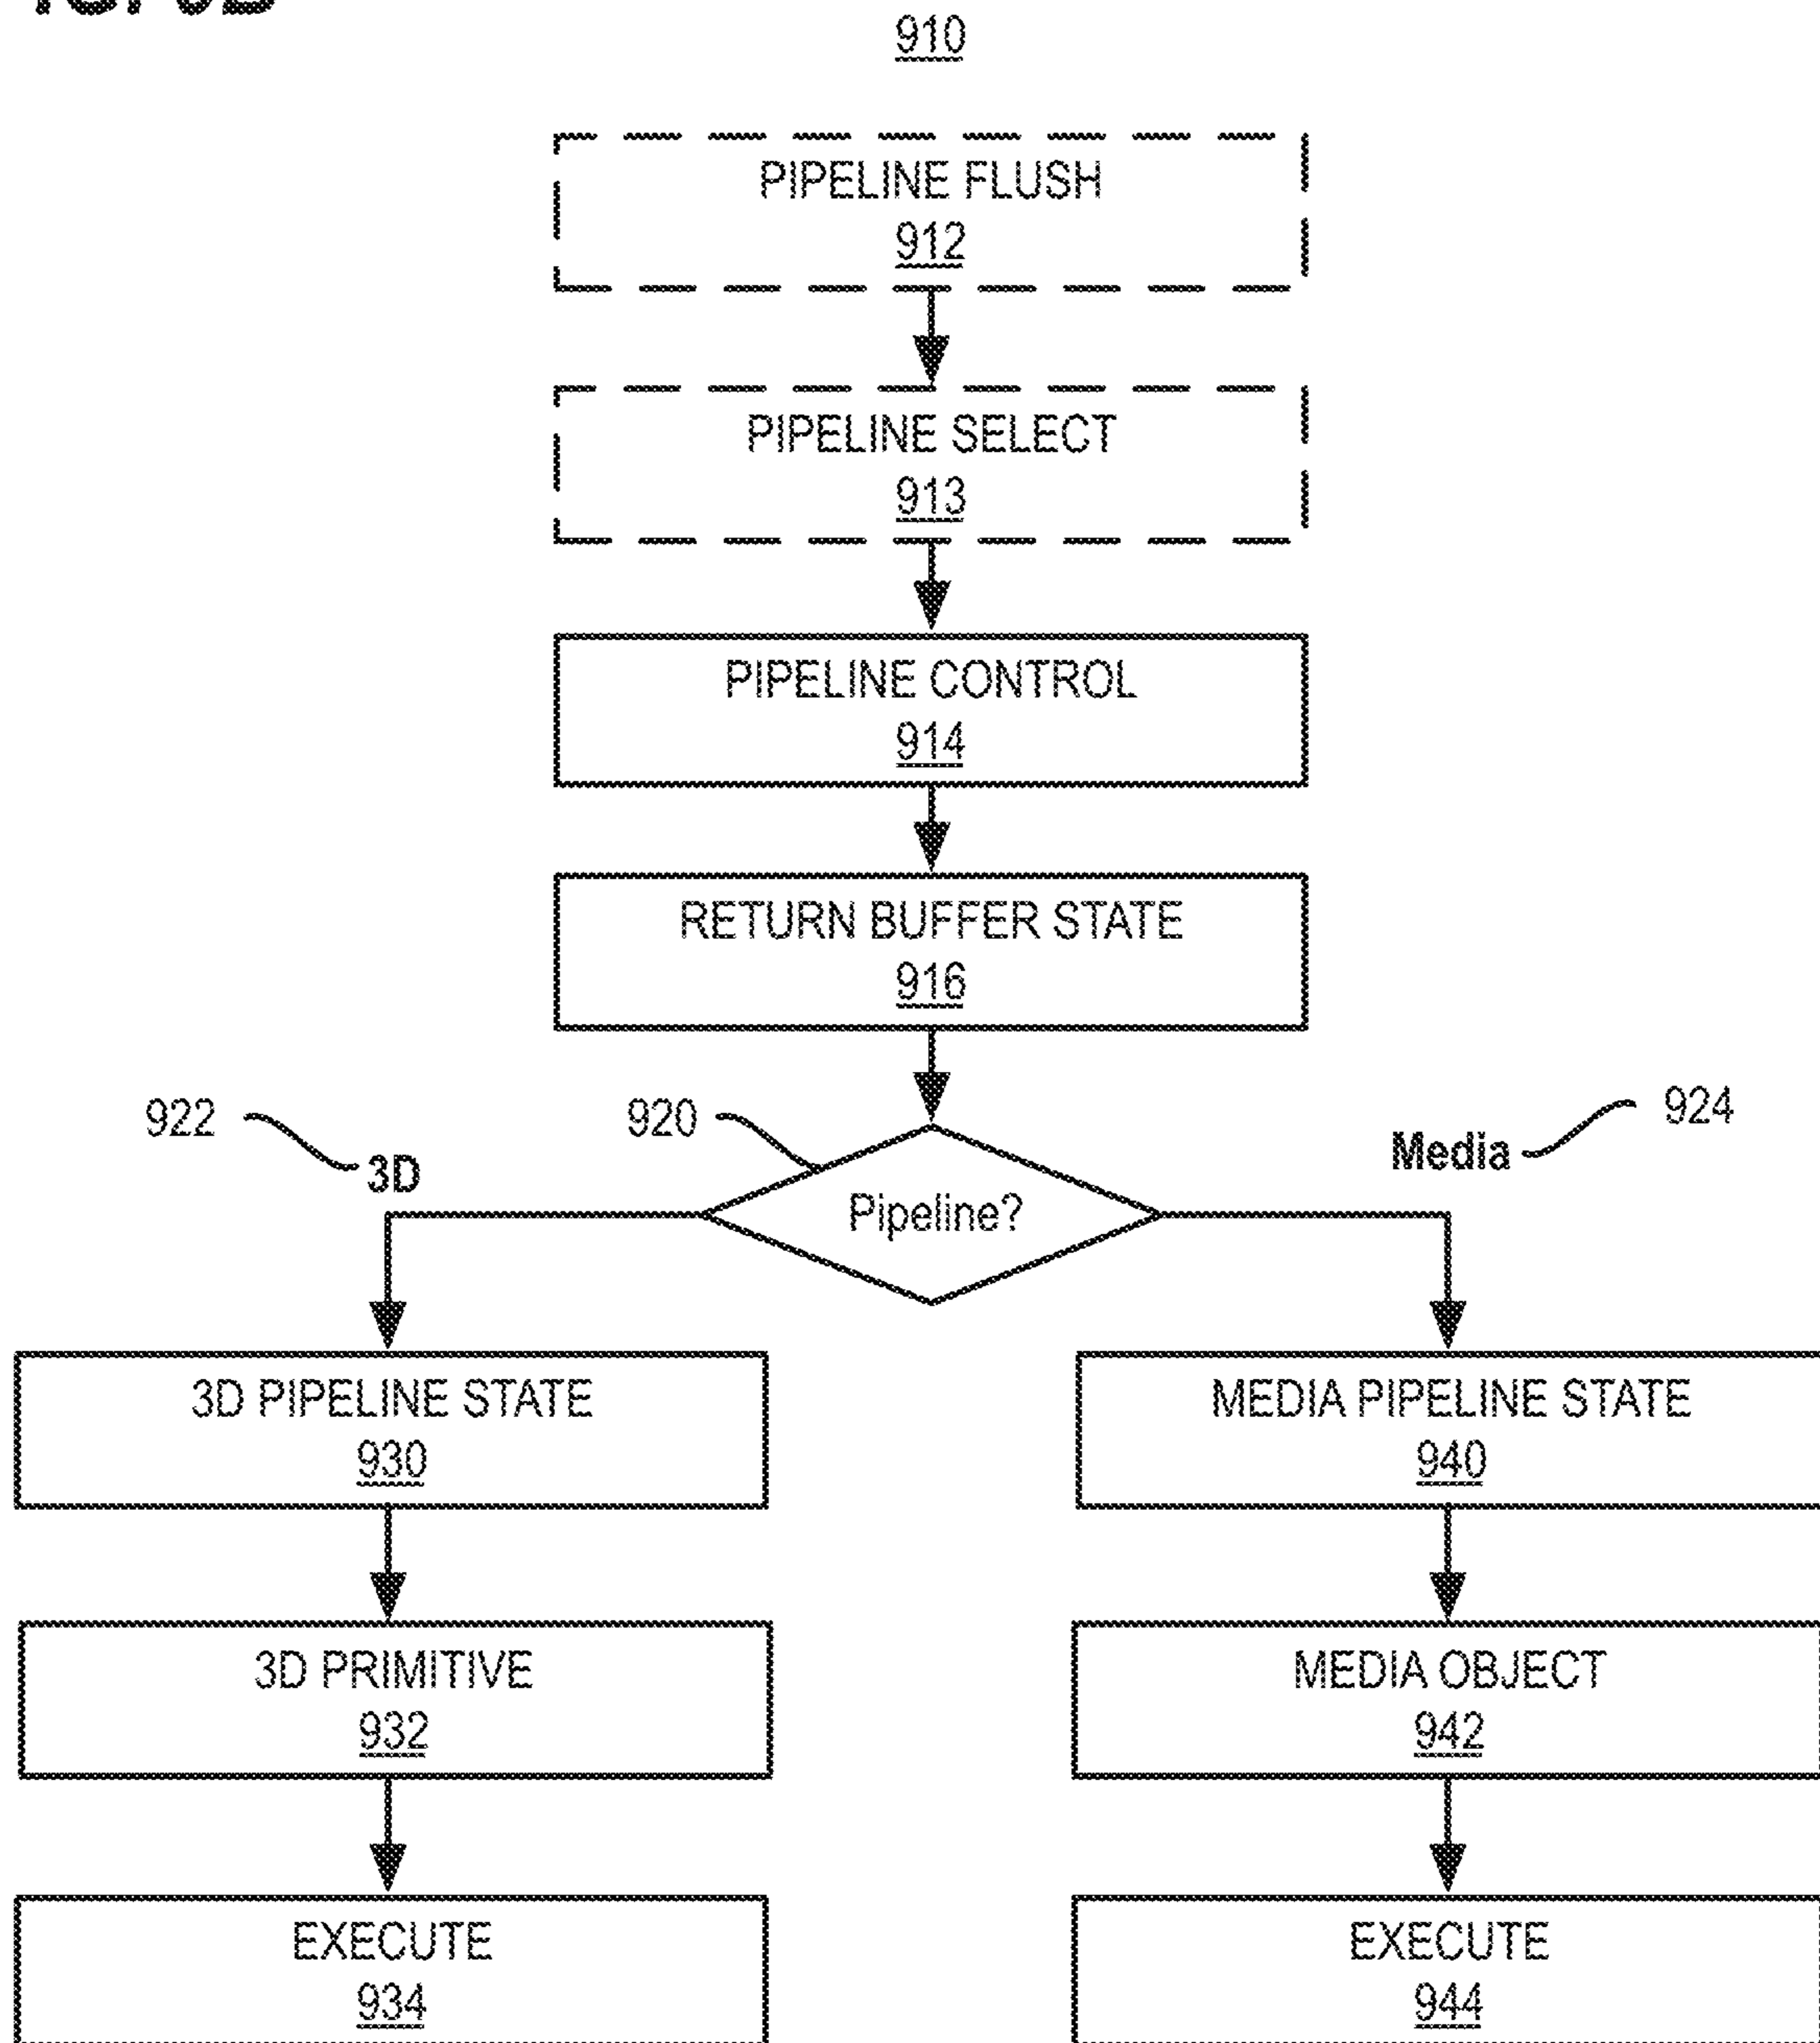 910
PIPELINE FLUSH
912
PIPELINE SELECT
913
PIPELINE CONTROL
914
RETURN BUFFER STATE
916
922
920
924
3D
Media
Pipeline?
3D PIPELINE STATE
930
MEDIA PIPELINE STATE
940
3D PRIMITIVE
932
MEDIA OBJECT
942
EXECUTE
934
EXECUTE
944